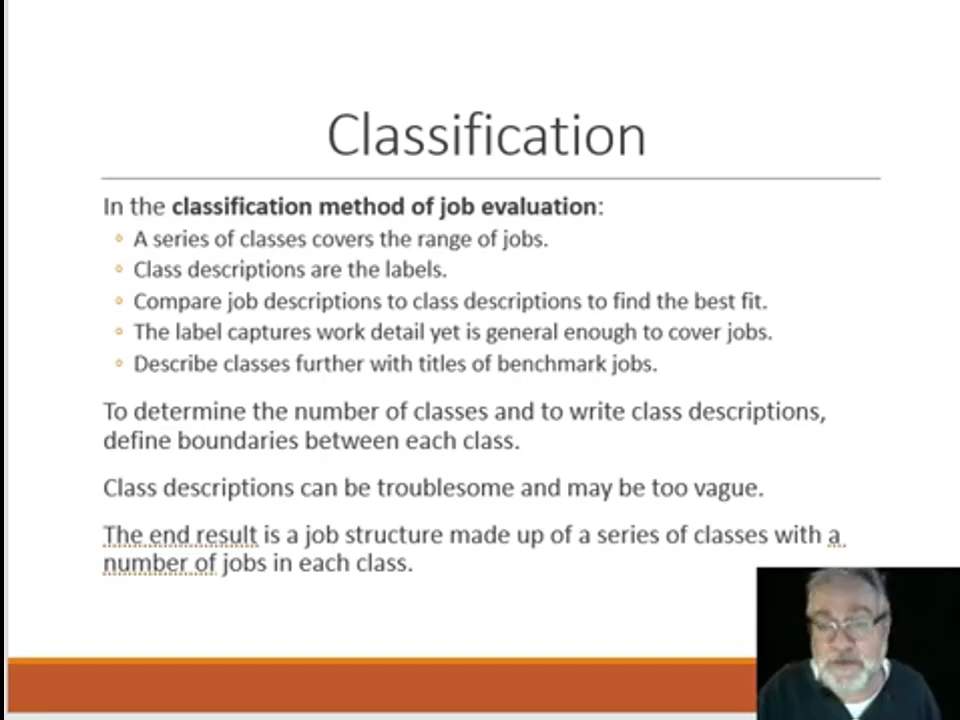 Classification
In the classification method of job evaluation:
A series of classes covers the range of jobs.
Class descriptions are the labels.
Compare job descriptions to class descriptions to find the best fit.
The label captures work detail yet is general enough to cover jobs.
Describe classes further with titles of benchmark jobs.
To determine the number of classes and to write class descriptions,
define boundaries between each class.
Class descriptions can be troublesome and may be too vague.
The end result is a job structure made up of a series of classes with a
number of jobs in each class.